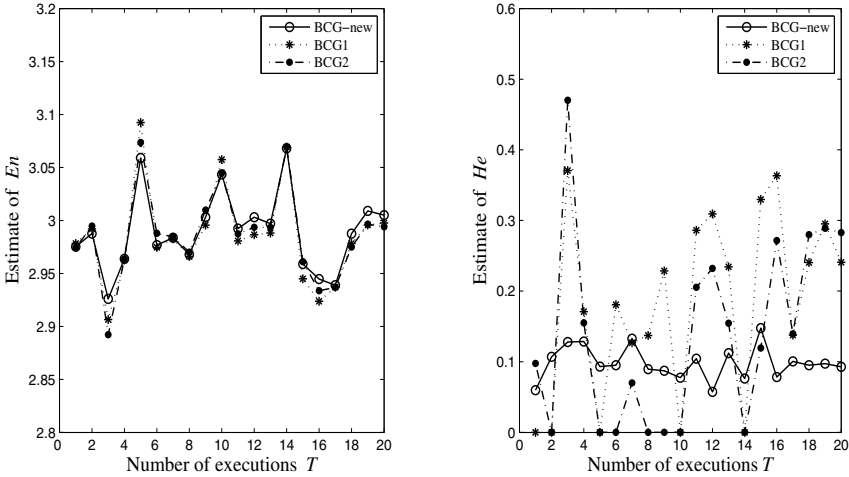 3.2
3.15
3.1
3.05
3
2.95
2.9
2.85
2.8
Estimate of En
0 2 4 6 8 10 12 14 16 18 20
Number of executions T
BCG−new
BCG1
BCG2
0.6
0.5
0.4
0.3
0.2
0.1
0
Estimate of He
0 2 4 6 8 10 12 14 16 18 20
Number of executions T
BCG−new
BCG1
BCG2